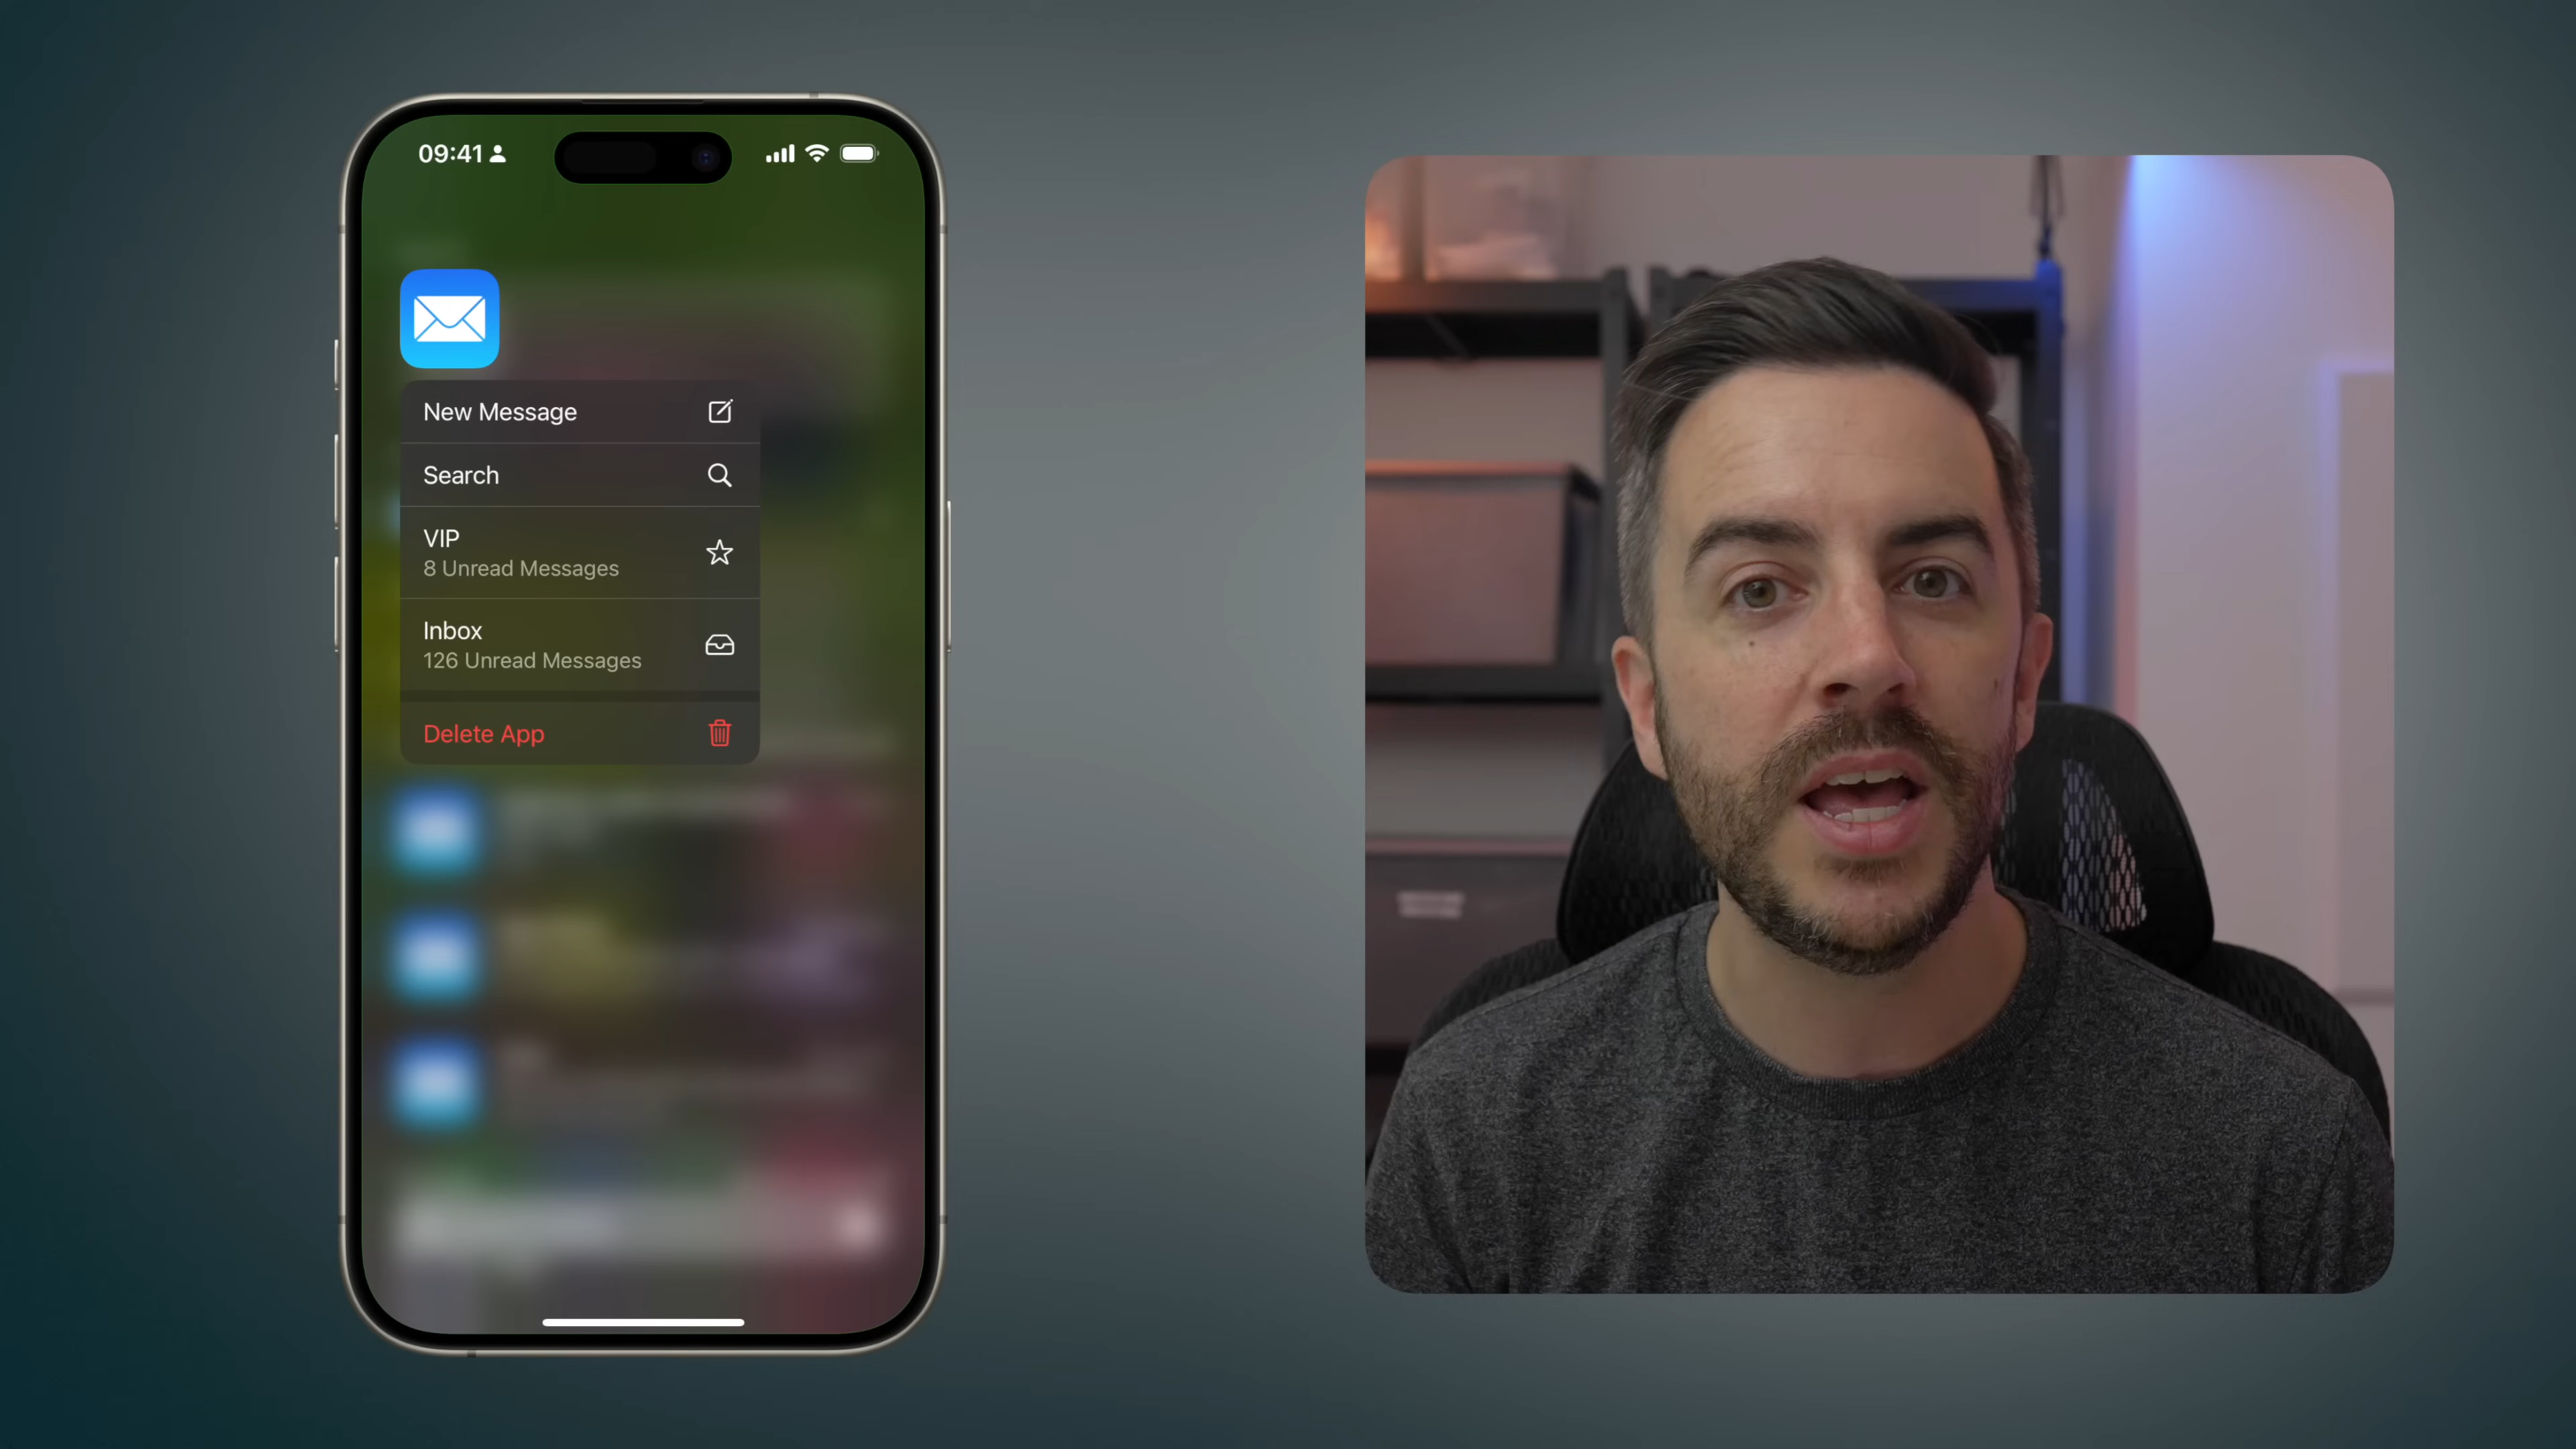 09:41
New Message
Search
VIP
8 Unread Messages
Inbox
126 Unread Messages
Delete App